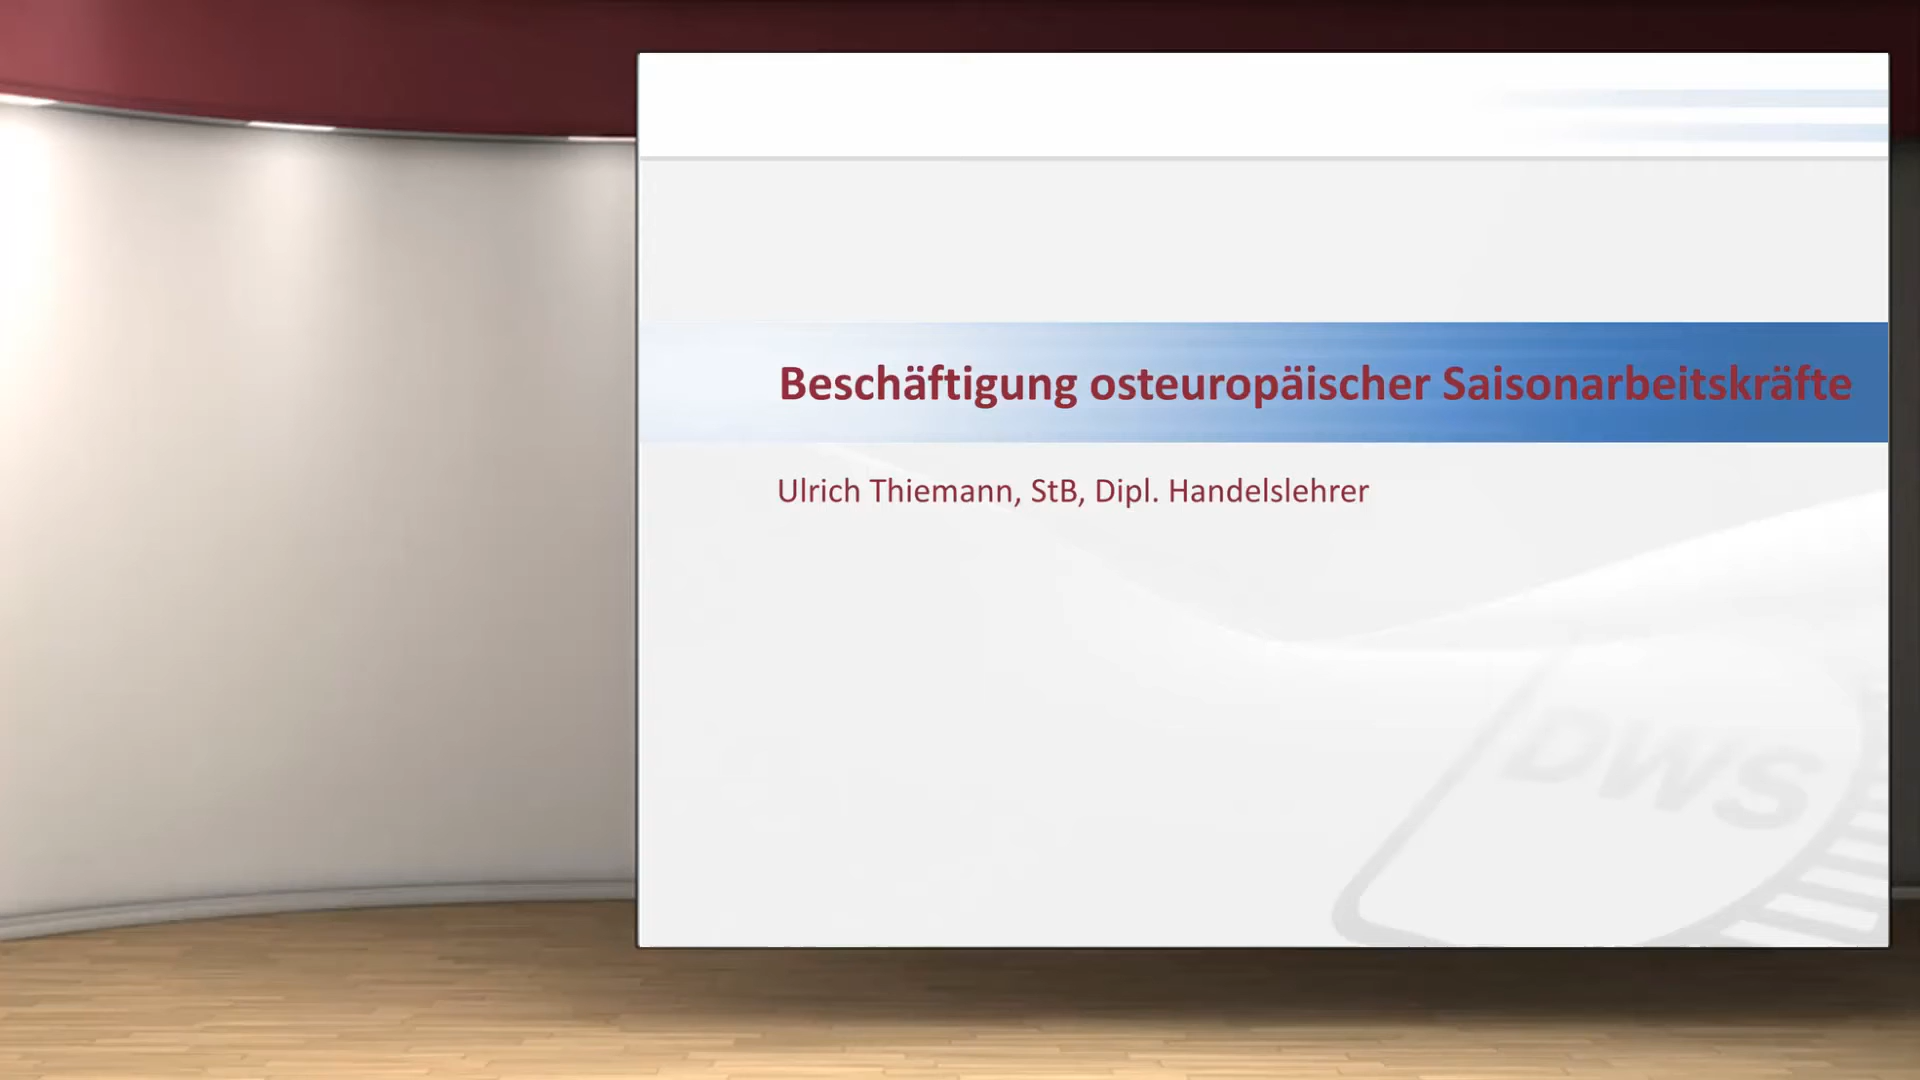 Beschäftigung osteuropäischer Saisonarbeitskräfte
Ulrich Thiemann, StB, Dipl. Handelslehrer
DWS